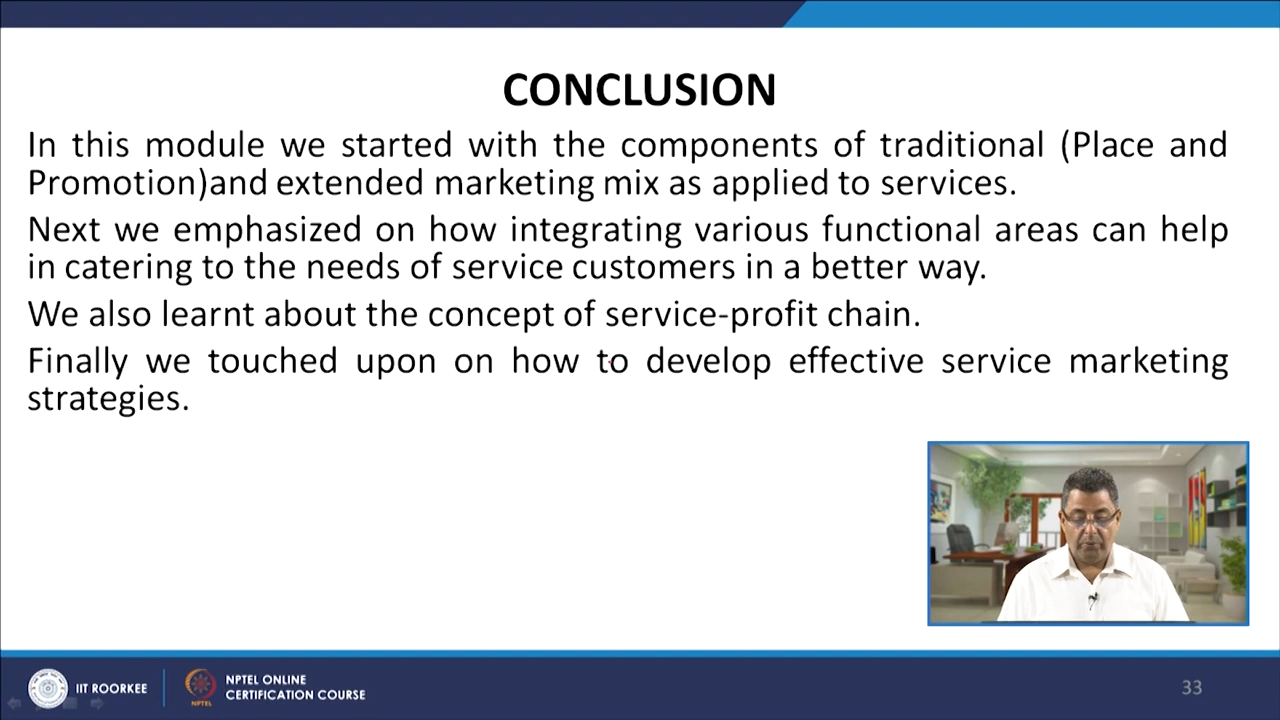 CONCLUSION
In this module we started with the components of traditional (Place and
Promotion)and extended marketing mix as applied to services.
Next we emphasized on how integrating various functional areas can help
in catering to the needs of service customers in a better way.
We also learnt about the concept of service-profit chain.
Finally we touched upon on how to develop effective service marketing
strategies.
IIT ROORKEE
NPTEL
NPTEL ONLINE
CERTIFICATION COURSE
33